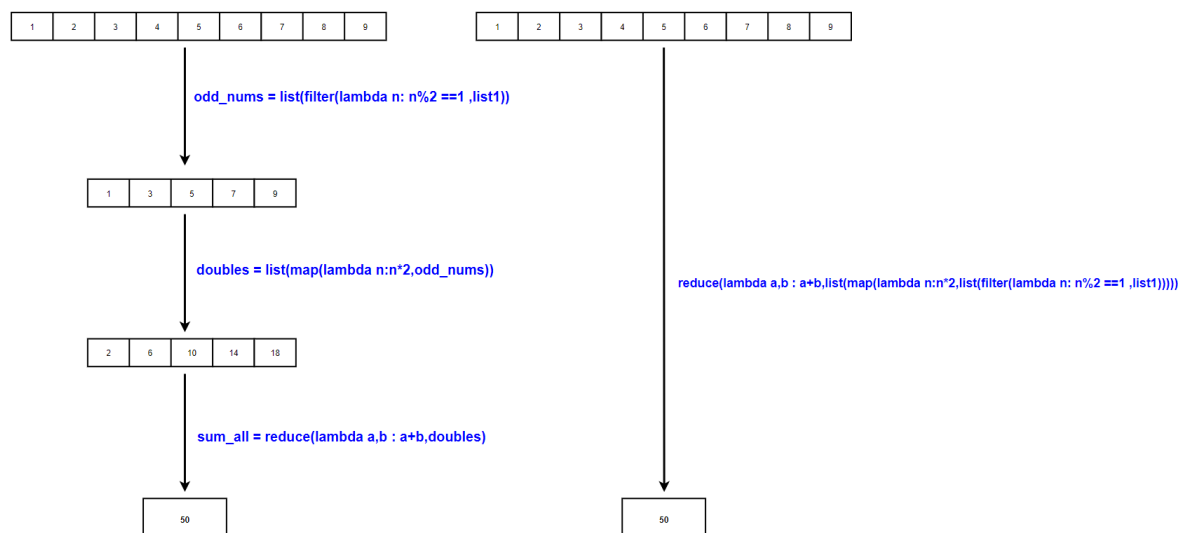 1 2 3 4 5 6 7 8 9
odd_nums = list(filter(lambda n: n%2 ==1 ,list1))
1 3 5 7 9
doubles = list(map(lambda n:n*2,odd_nums))
2 6 10 14 18
sum_all = reduce(lambda a,b : a+b,doubles)
50
1 2 3 4 5 6 7 8 9
reduce(lambda a,b : a+b,list(map(lambda n:n*2,list(filter(lambda n: n%2 ==1 ,list1)))))
50